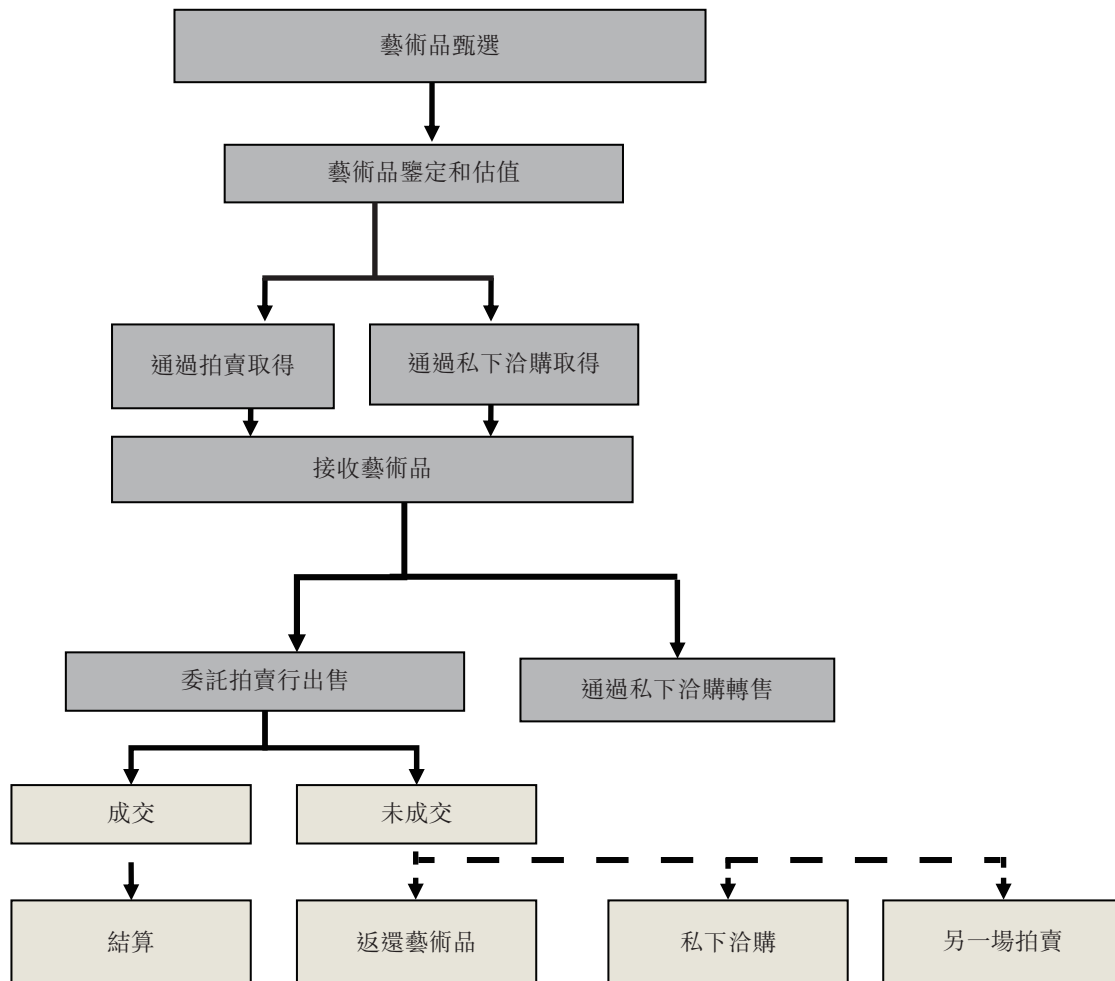 藝術品甄選
藝術品鑒定和估值
通過拍賣取得
通過私下洽購取得
接收藝術品
委託拍賣行出售
通過私下洽購轉售
成交
未成交
結算
返還藝術品
私下洽購
另一場拍賣